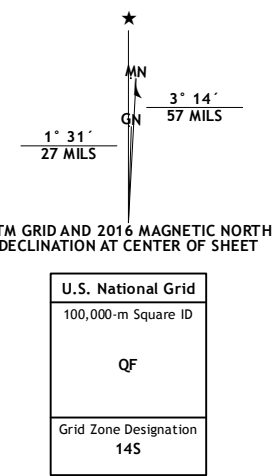 ★
MN
GN
3° 14´
57 MILS
1° 31´
27 MILS
TM GRID AND 2016 MAGNETIC NORTH
DECLINATION AT CENTER OF SHEET
U.S. National Grid
100,000-m Square ID
QF
Grid Zone Designation
14S